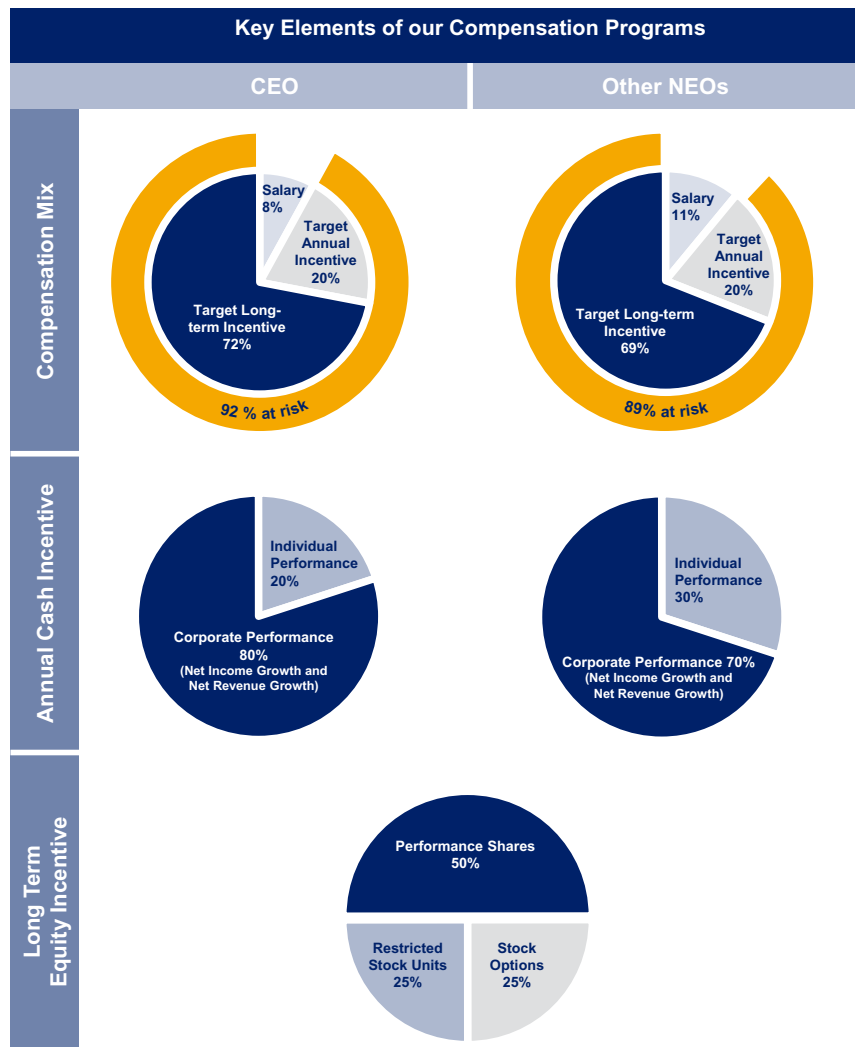 Key Elements of our Compensation Programs
CEO
Other NEOs
Compensation Mix
Salary
8%
Target
Annual
Incentive
20%
Target Long-
term Incentive
72%
92 % at risk
Salary
11%
Target
Annual
Incentive
20%
Target Long-term
Incentive
69%
89% at risk
Annual Cash Incentive
Individual
Performance
20%
Corporate Performance
80%
(Net Income Growth and
Net Revenue Growth)
Individual
Performance
30%
Corporate Performance 70%
(Net Income Growth and
Net Revenue Growth)
Long Term
Equity Incentive
Performance Shares
50%
Restricted
Stock Units
25%
Stock
Options
25%